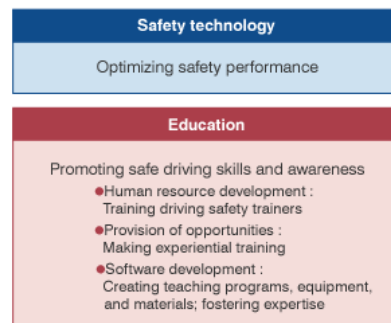 Safety technology
Optimizing safety performance
Education
Promoting safe driving skills and awareness
●Human resource development :
Training driving safety trainers
●Provision of opportunities :
Making experiential training
●Software development :
Creating teaching programs, equipment,
and materials; fostering expertise